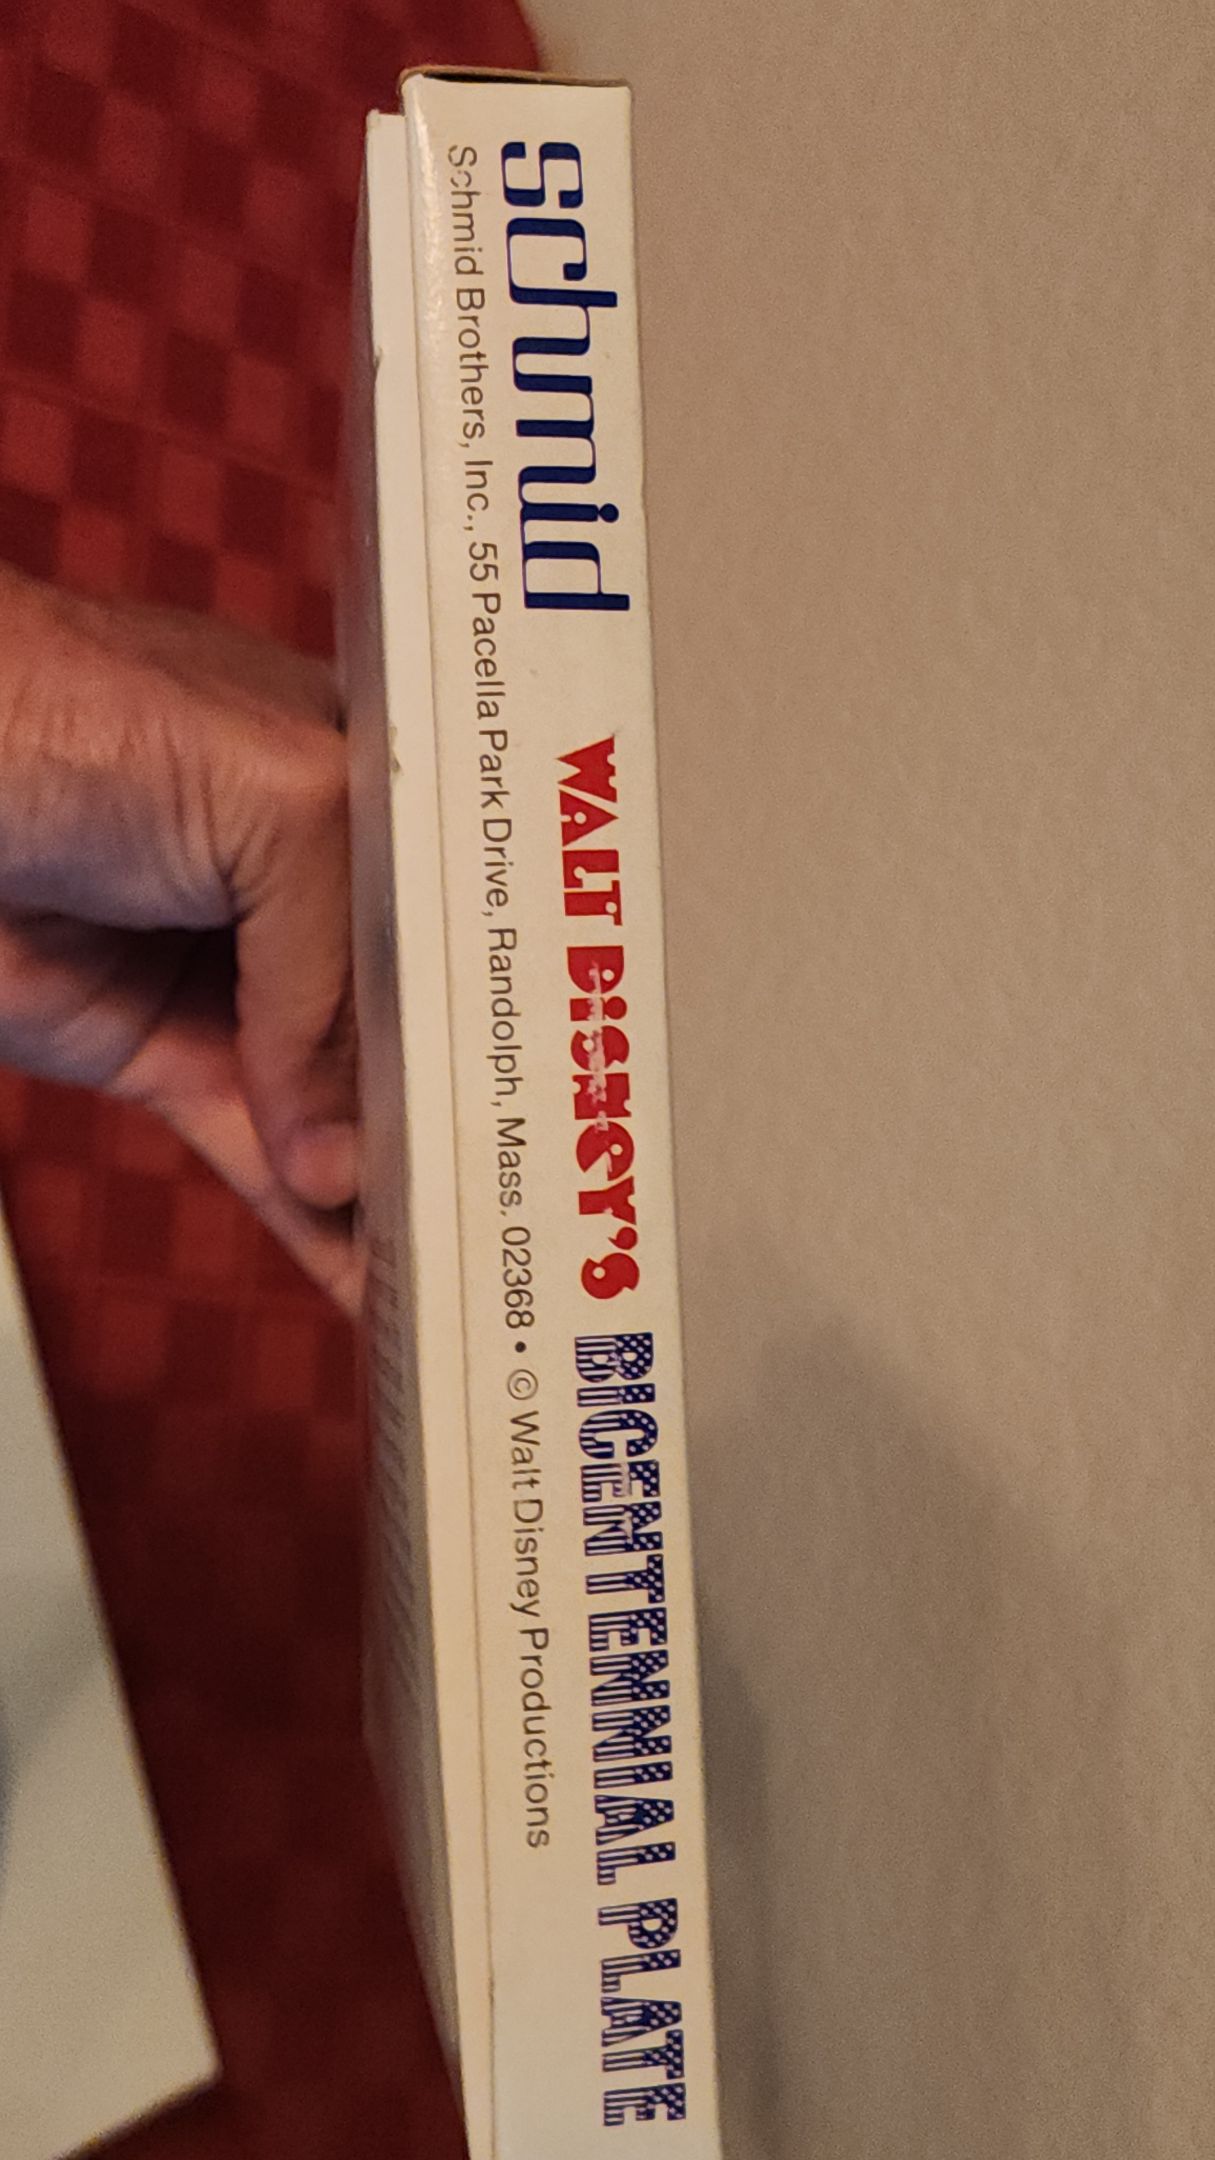 schmid WALT DiSNEY'S BICENTENNIAL PLATE
Schmid Brothers, Inc., 55 Pacella Park Drive, Randolph, Mass. 02368 • © Walt Disney Productions